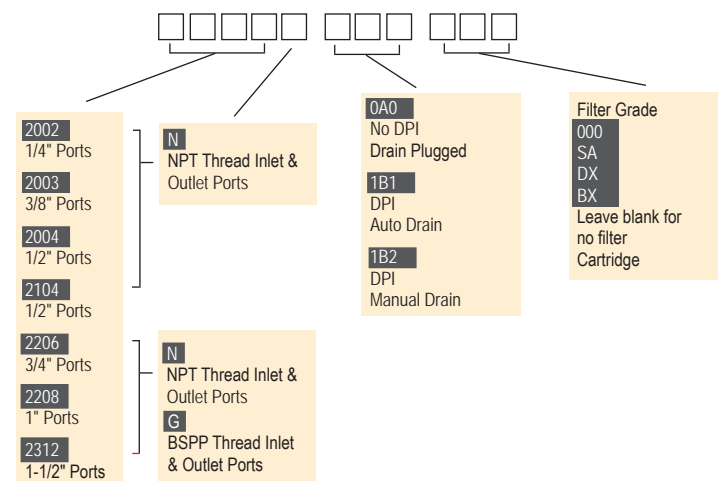 2002
1/4" Ports
2003
3/8" Ports
2004
1/2" Ports
2104
1/2" Ports
2206
3/4" Ports
2208
1" Ports
2312
1-1/2" Ports
N
NPT Thread Inlet &
Outlet Ports
N
NPT Thread Inlet &
Outlet Ports
G
BSPP Thread Inlet
& Outlet Ports
0A0
No DPI
Drain Plugged
1B1
DPI
Auto Drain
1B2
DPI
Manual Drain
Filter Grade
000
SA
DX
BX
Leave blank for
no filter
Cartridge